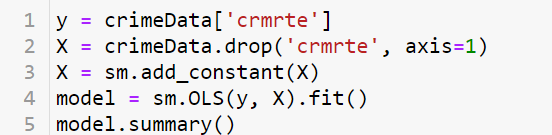 1 y = crimeData['crmrte']
2 X = crimeData.drop('crmrte', axis=1)
3 X = sm.add_constant(X)
4 model = sm.OLS(y, X).fit()
5 model.summary()